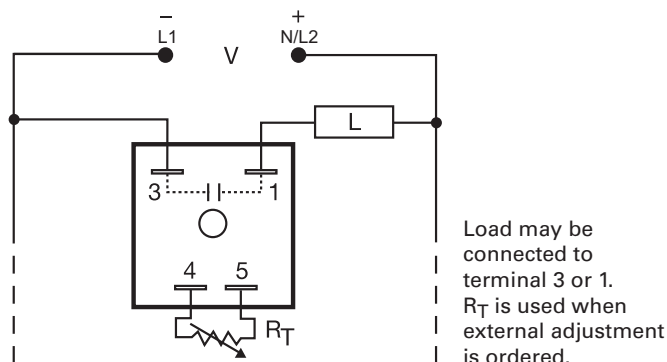 – +
L1 N/L2
V
L
3 1
4 5
RT
Load may be
connected to
terminal 3 or 1.
RT is used when
external adjustment
is ordered.